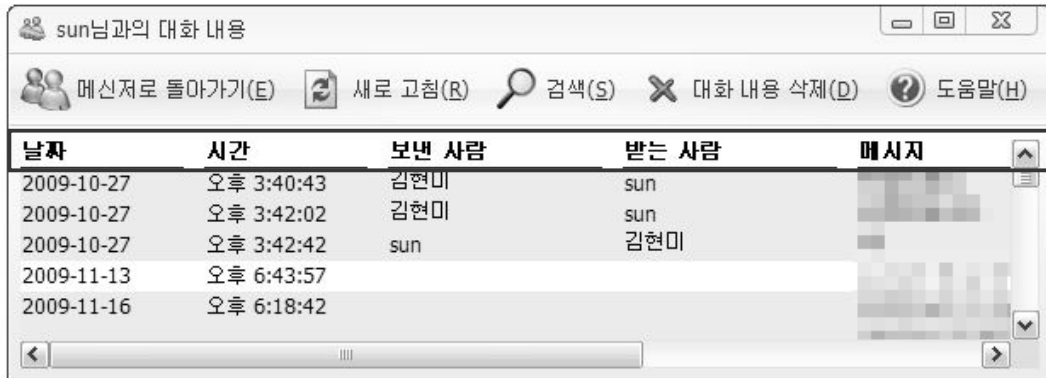 sun님과의 대화 내용
메신저로 돌아가기(E) 새로 고침(R) 검색(S) 대화 내용 삭제(D) 도움말(H)
날짜 시간 보낸 사람 받는 사람 메시지
2009-10-27 오후 3:40:43 김현미 sun
2009-10-27 오후 3:42:02 김현미 sun
2009-10-27 오후 3:42:42 sun 김현미
2009-11-13 오후 6:43:57
2009-11-16 오후 6:18:42